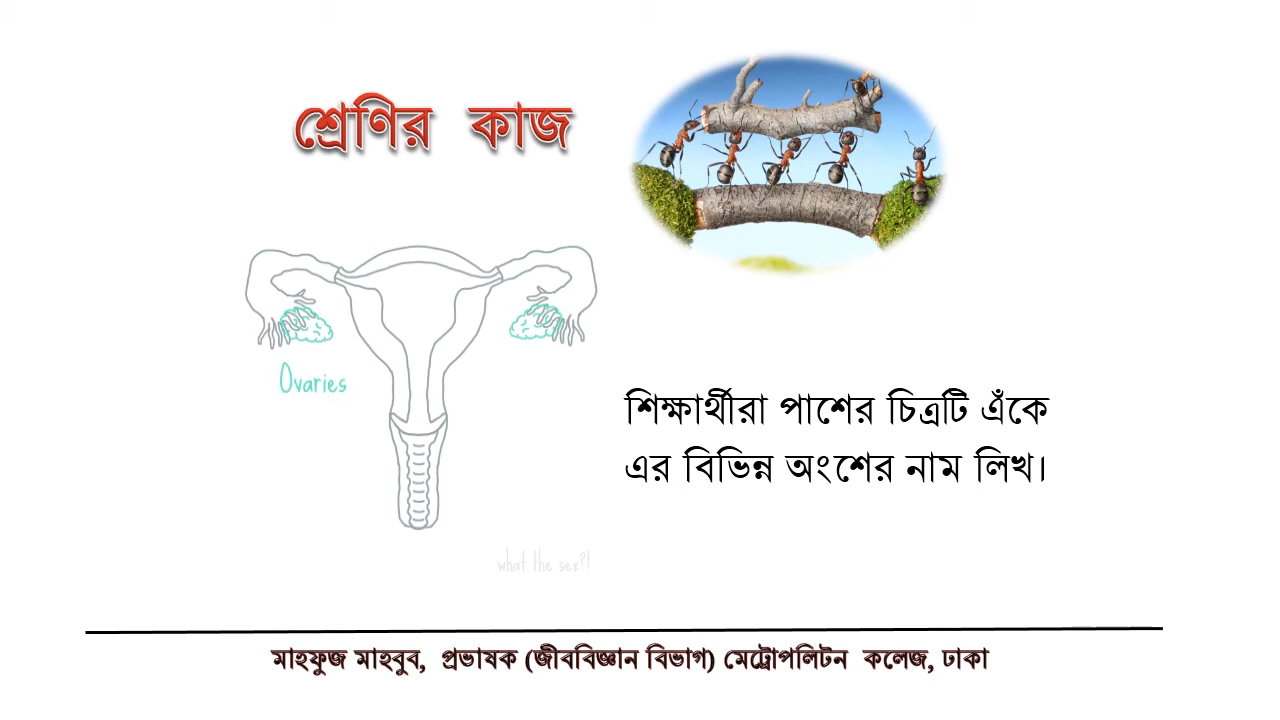 শ্রেণির কাজ
Ovaries
শিক্ষার্থীরা পাশের চিত্রটি এঁকে
এর বিভিন্ন অংশের নাম লিখ।
what the sex?!
মাহফুজ মাহবুব, প্রভাষক (জীববিজ্ঞান বিভাগ) মেট্রোপলিটন কলেজ, ঢাকা